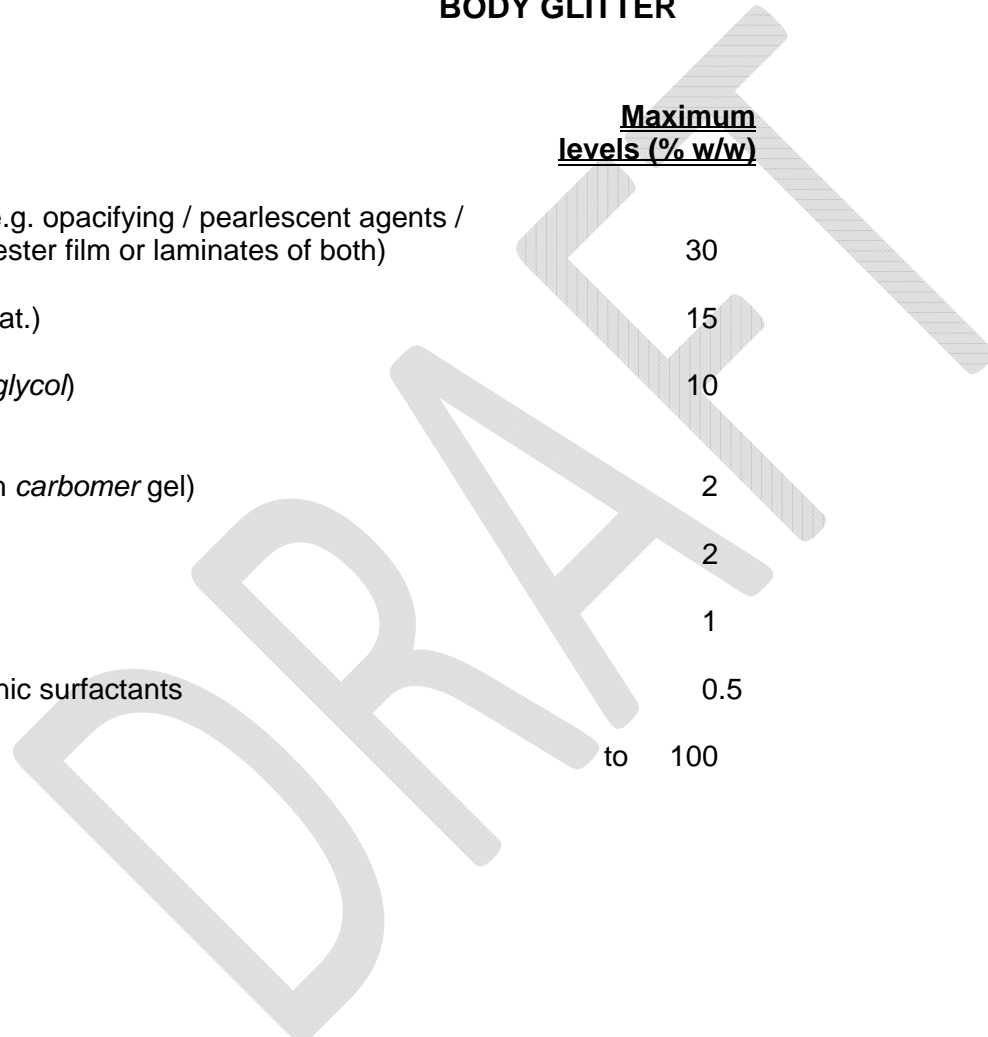 BODY GLITTER
Maximum
levels (% w/w)
e.g. opacifying / pearlescent agents /
ester film or laminates of both) 30
at.) 15
glycol) 10
carbomer gel) 2
2
1
nic surfactants 0.5
to 100
DRAFT